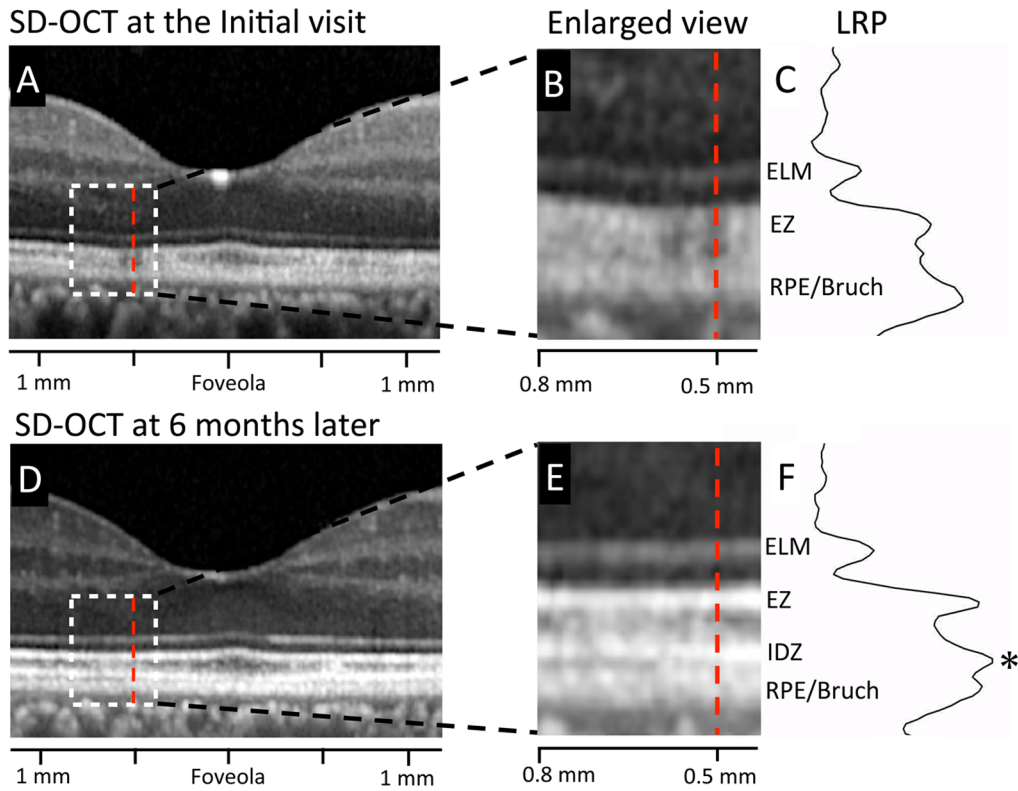 SD-OCT at the Initial visit
Enlarged view
LRP
A
B
C
ELM
EZ
RPE/Bruch
1 mm
Foveola
1 mm
0.8 mm
0.5 mm
SD-OCT at 6 months later
D
E
F
ELM
EZ
IDZ
*
RPE/Bruch
1 mm
Foveola
1 mm
0.8 mm
0.5 mm